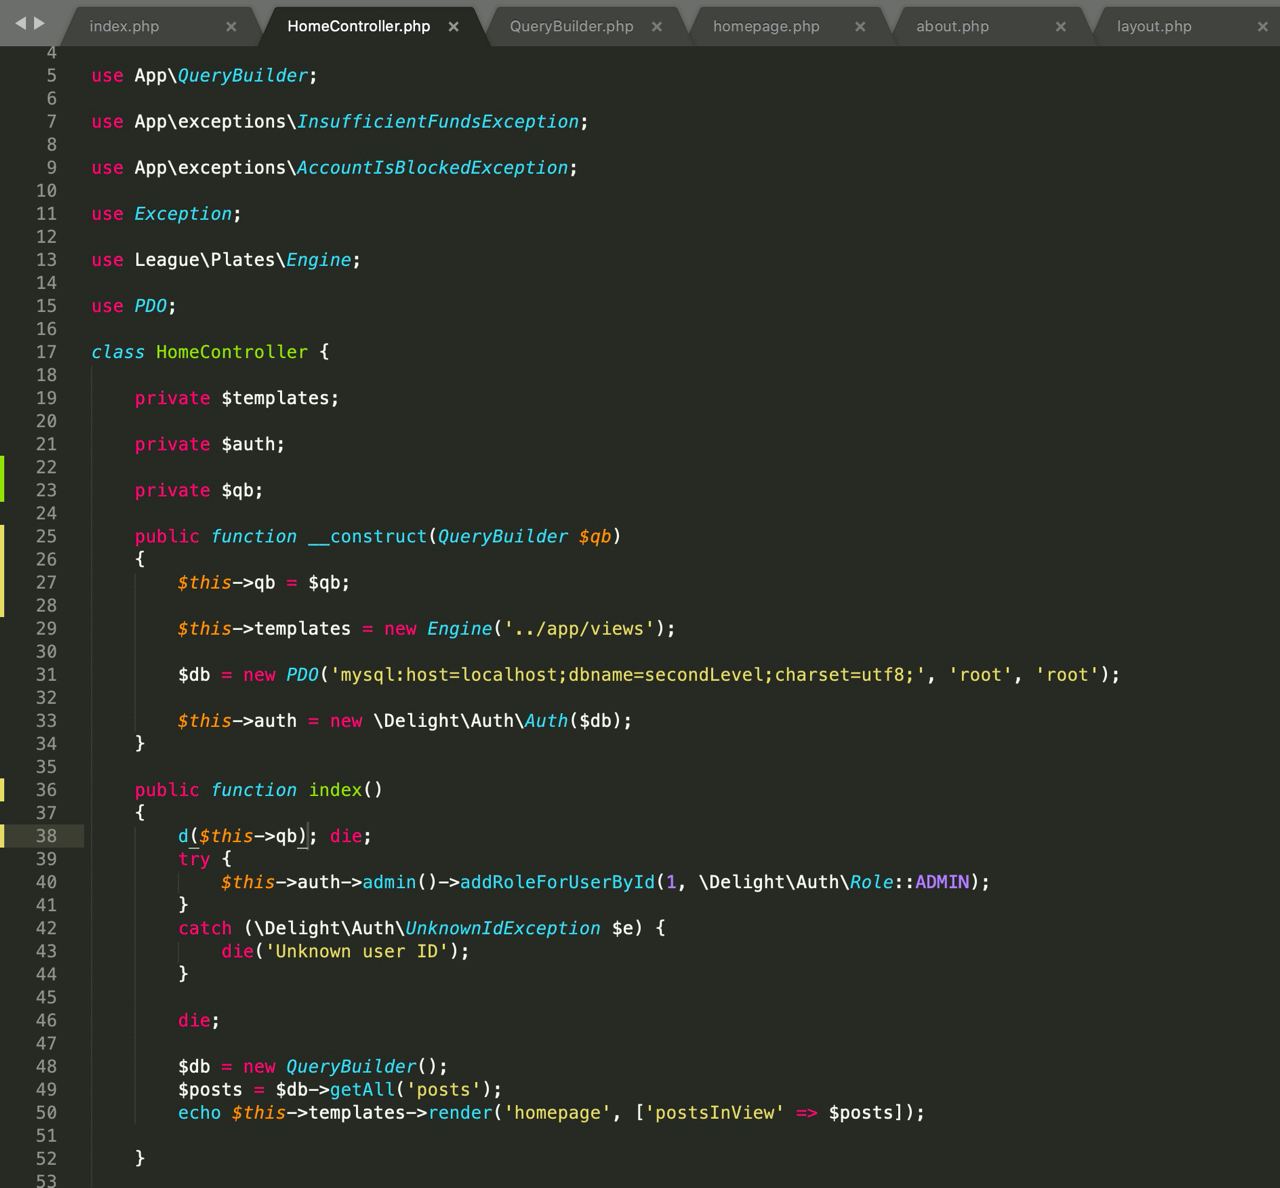 index.php × HomeController.php × QueryBuilder.php × homepage.php × about.php × layout.php ×
4
5 use App\QueryBuilder;
6
7 use App\exceptions\InsufficientFundsException;
8
9 use App\exceptions\AccountIsBlockedException;
10
11 use Exception;
12
13 use League\Plates\Engine;
14
15 use PDO;
16
17 class HomeController {
18
19 private $templates;
20
21 private $auth;
22
23 private $qb;
24
25 public function __construct(QueryBuilder $qb)
26 {
27 $this->qb = $qb;
28
29 $this->templates = new Engine('../app/views');
30
31 $db = new PDO('mysql:host=localhost;dbname=secondLevel;charset=utf8;', 'root', 'root');
32
33 $this->auth = new \Delight\Auth\Auth($db);
34 }
35
36 public function index()
37 {
38 d($this->qb); die;
39 try {
40 $this->auth->admin()->addRoleForUserById(1, \Delight\Auth\Role::ADMIN);
41 }
42 catch (\Delight\Auth\UnknownIdException $e) {
43 die('Unknown user ID');
44 }
45
46 die;
47
48 $db = new QueryBuilder();
49 $posts = $db->getAll('posts');
50 echo $this->templates->render('homepage', ['postsInView' => $posts]);
51
52 }
53